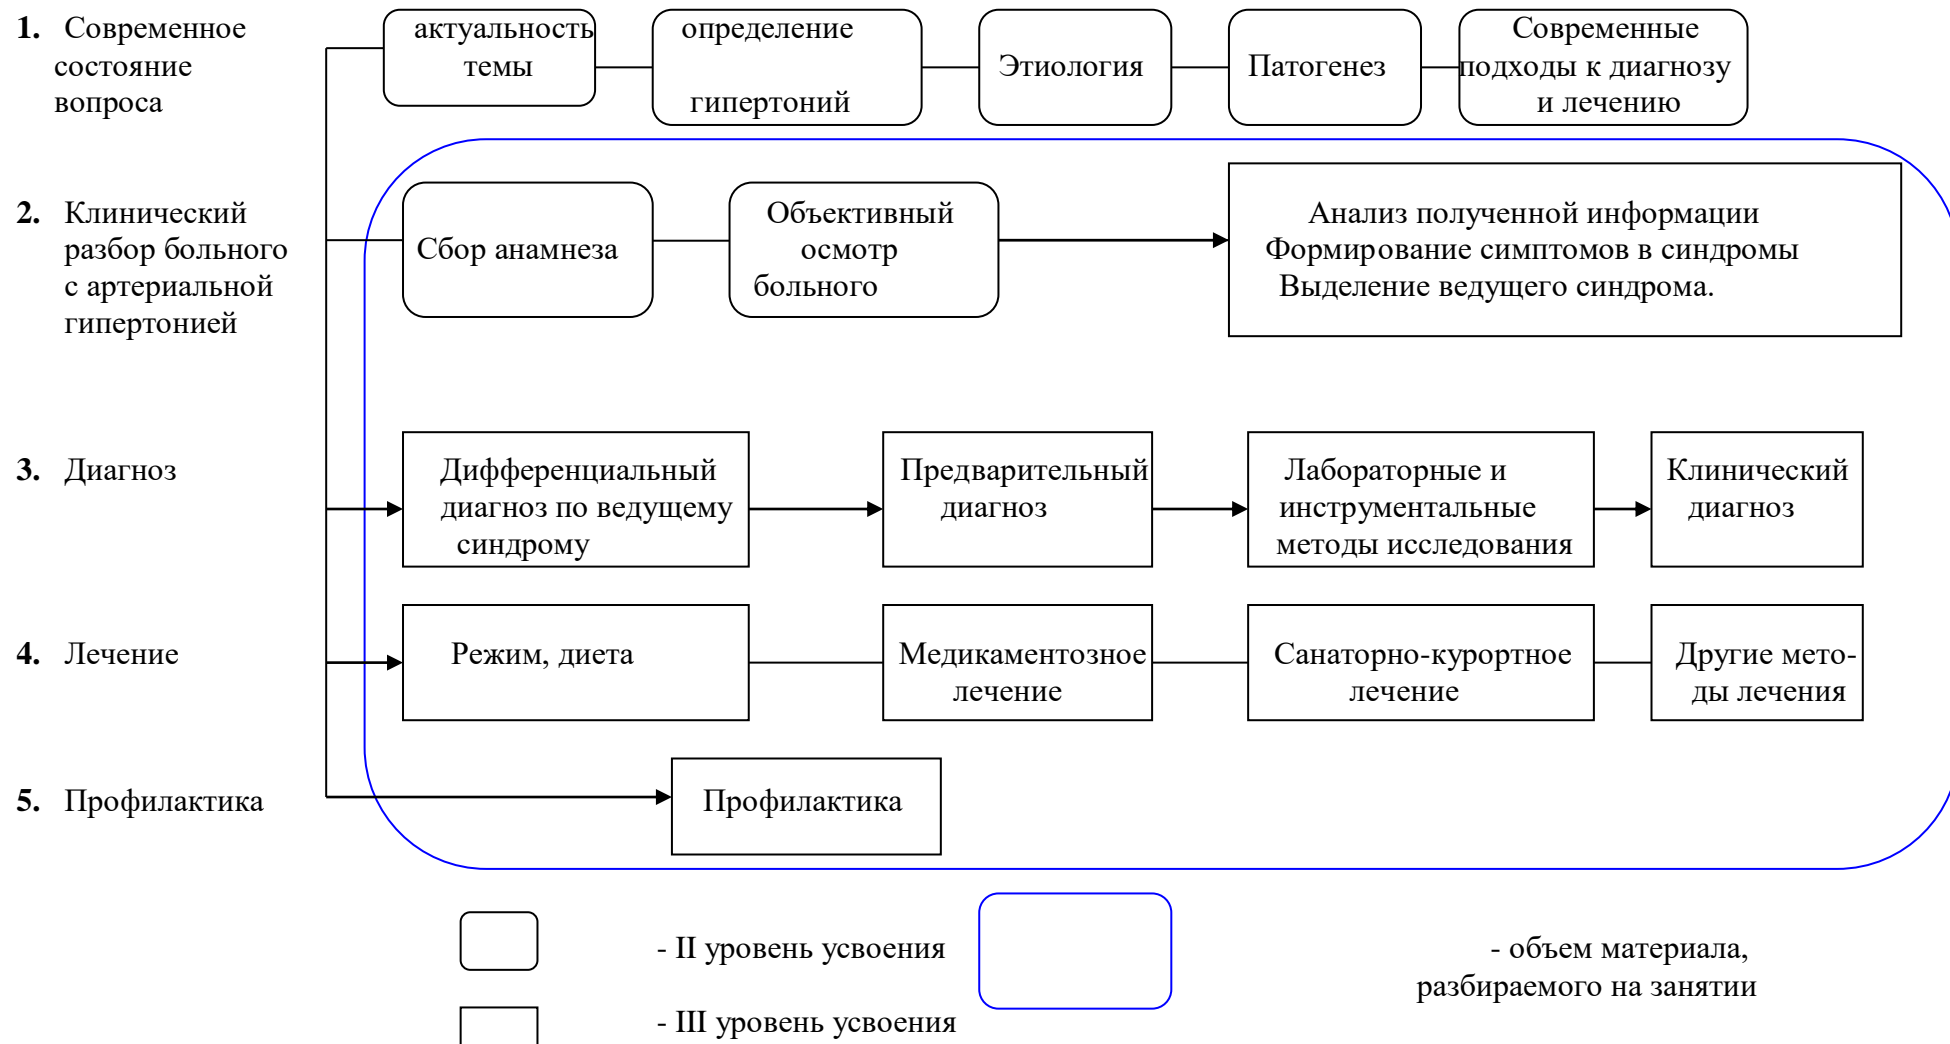 1. Современное
состояние
вопроса
актуальность
темы
определение
гипертоний
Этиология
Патогенез
Современные
подходы к диагнозу
и лечению
2. Клинический
разбор больного
с артериальной
гипертонией
Сбор анамнеза
Объективный
осмотр
больного
Анализ полученной информации
Формирование симптомов в синдромы
Выделение ведущего синдрома.
3. Диагноз
Дифференциальный
диагноз по ведущему
синдрому
Предварительный
диагноз
Лабораторные и
инструментальные
методы исследования
Клинический
диагноз
4. Лечение
Режим, диета
Медикаментозное
лечение
Санаторно-курортное
лечение
Другие мето-
ды лечения
5. Профилактика
Профилактика
- II уровень усвоения
- объем материала,
разбираемого на занятии
- III уровень усвоения